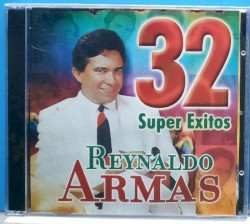 32
Super Exitos
REYNALDO
ARMAS